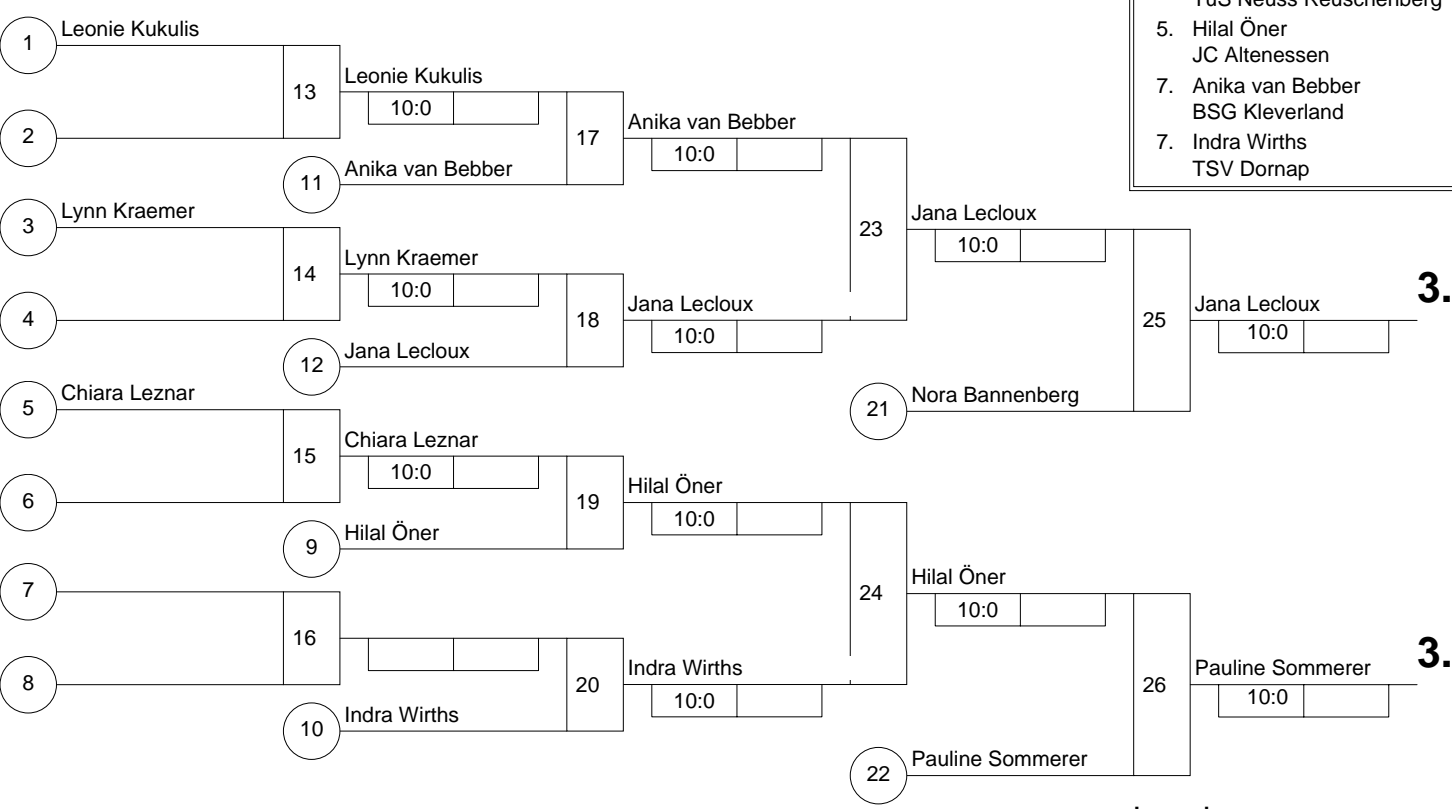 TuS Neuss Reuschenberg
5. Hilal Öner
JC Altenessen
7. Anika van Bebber
BSG Kleverland
7. Indra Wirths
TSV Dornap
1 Leonie Kukulis
13 Leonie Kukulis
10:0
2
17 Anika van Bebber
10:0
11 Anika van Bebber
3 Lynn Kraemer
23 Jana Lecloux
10:0
14 Lynn Kraemer
10:0
4
18 Jana Lecloux
10:0
12 Jana Lecloux
25 Jana Lecloux 3.
10:0
5 Chiara Leznar
21 Nora Bannenberg
15 Chiara Leznar
10:0
6
19 Hilal Öner
10:0
9 Hilal Öner
7
24 Hilal Öner
10:0
16
8
20 Indra Wirths
10:0
10 Indra Wirths
26 Pauline Sommerer 3.
10:0
22 Pauline Sommerer